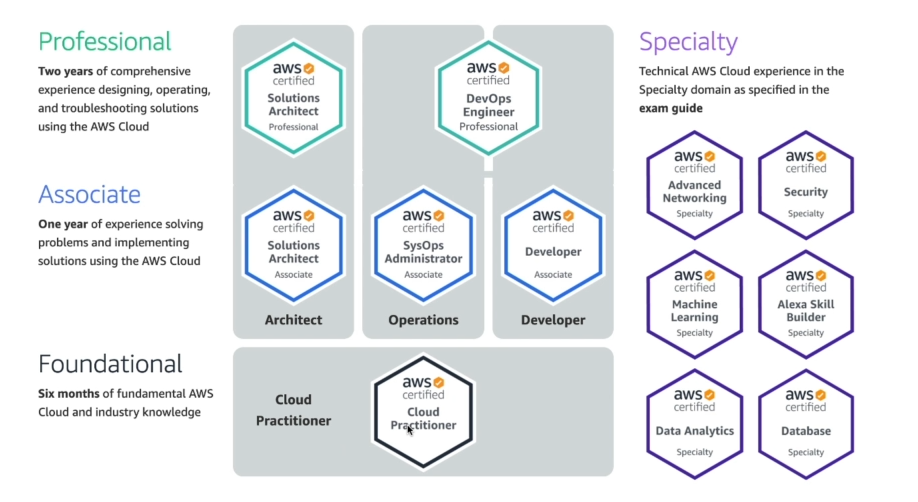 Professional
Two years of comprehensive
experience designing, operating,
and troubleshooting solutions
using the AWS Cloud
aws
certified
Solutions
Architect
Professional
aws
certified
DevOps
Engineer
Professional
Associate
One year of experience solving
problems and implementing
solutions using the AWS Cloud
aws
certified
Solutions
Architect
Associate
Architect
aws
certified
SysOps
Administrator
Associate
Operations
aws
certified
Developer
Associate
Developer
Foundational
Six months of fundamental AWS
Cloud and industry knowledge
Cloud
Practitioner
aws
certified
Cloud
Practitioner
Specialty
Technical AWS Cloud experience in the
Specialty domain as specified in the
exam guide
aws
certified
Advanced
Networking
Specialty
aws
certified
Security
Specialty
aws
certified
Machine
Learning
Specialty
aws
certified
Alexa Skill
Builder
Specialty
aws
certified
Data Analytics
Specialty
aws
certified
Database
Specialty